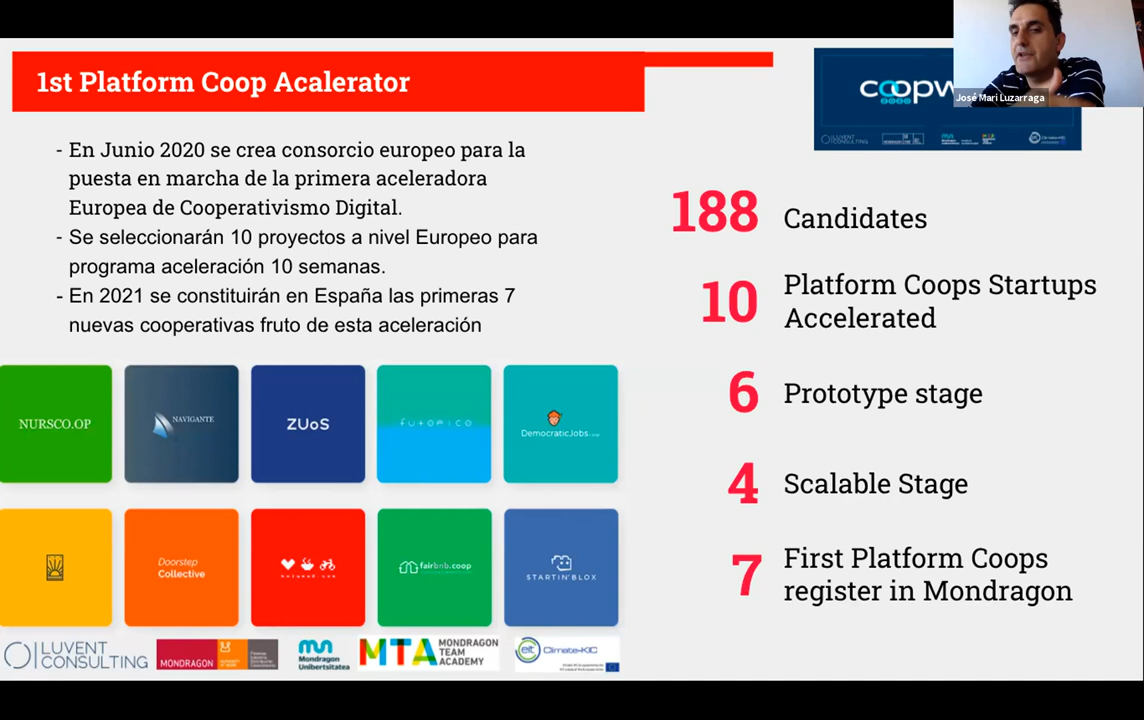 1st Platform Coop Acalerator
José Mari Luzarraga
- En Junio 2020 se crea consorcio europeo para la
puesta en marcha de la primera aceleradora
Europea de Cooperativismo Digital.
- Se seleccionarán 10 proyectos a nivel Europeo para
programa aceleración 10 semanas.
- En 2021 se constituirán en España las primeras 7
nuevas cooperativas fruto de esta aceleración
188 Candidates
10 Platform Coops Startups
Accelerated
6 Prototype stage
4 Scalable Stage
7 First Platform Coops
register in Mondragon
NURSCO.OP
NAVIGANTE
ZUoS
DemocraticJobs
Doorstep
Collective
fairbnb.coop
STARTIN'BLOX
LUVENT
CONSULTING
MONDRAGON
Mondragon
Unibertsitatea
MTA
MONDRAGON
TEAM
ACADEMY
eit Climate-KIC